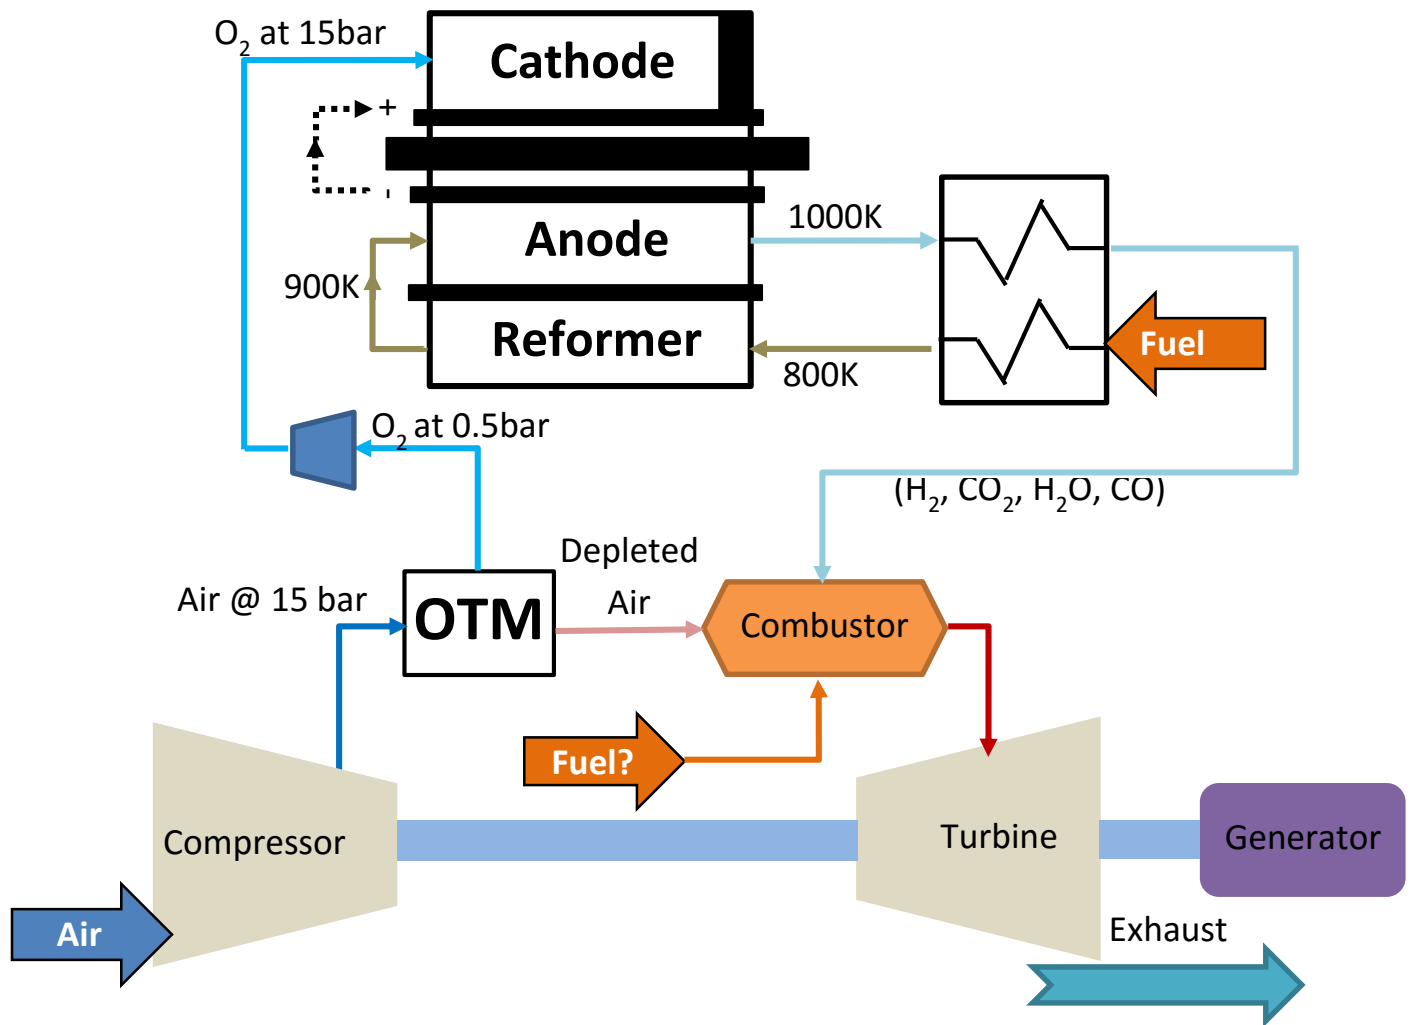 O₂ at 15bar
Cathode
+
-
Anode
1000K
900K
Reformer
800K
Fuel
O₂ at 0.5bar
(H₂, CO₂, H₂O, CO)
Depleted
Air
Air @ 15 bar
OTM
Combustor
Fuel?
Compressor
Turbine
Generator
Air
Exhaust